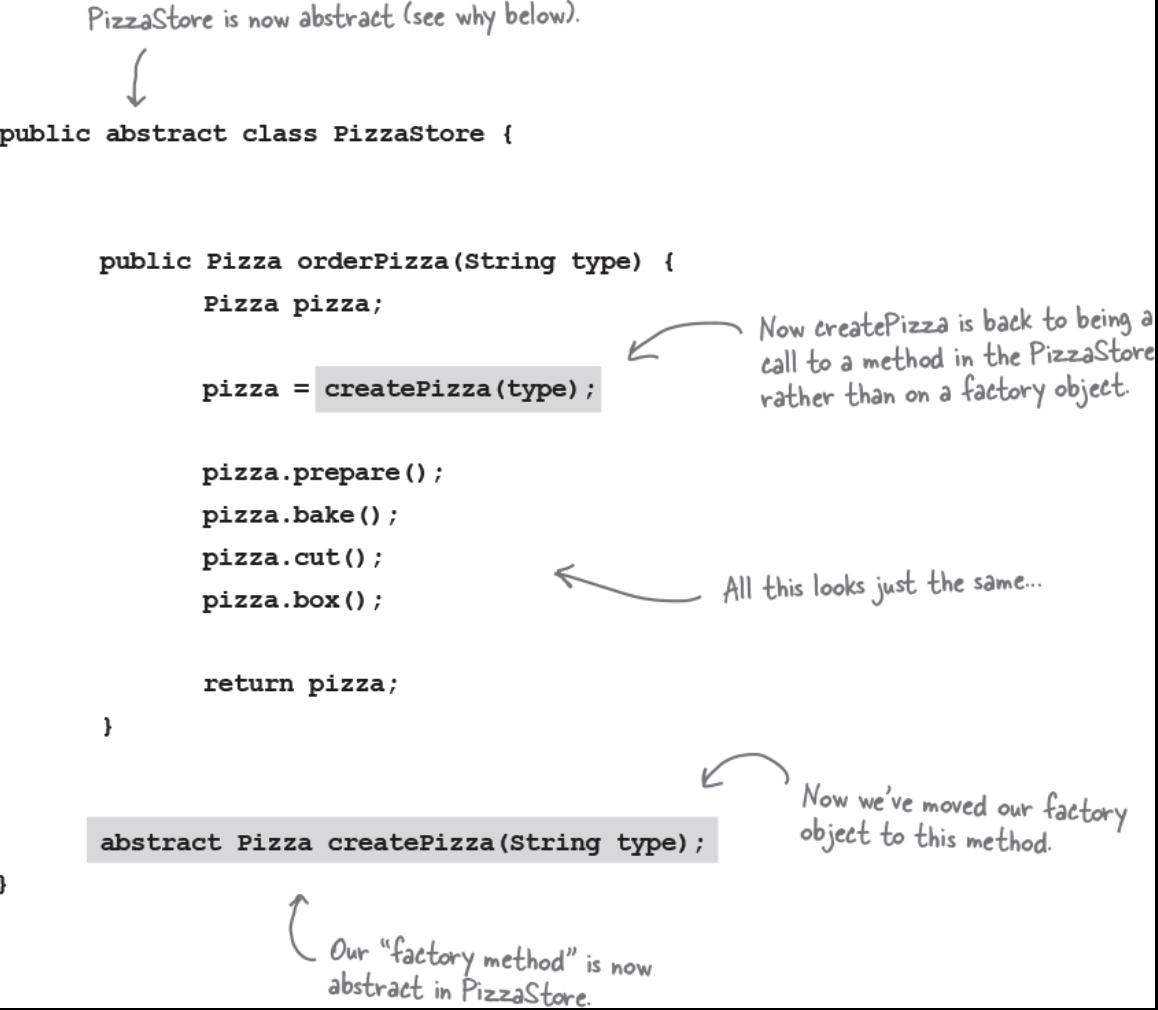 PizzaStore is now abstract (see why below).
public abstract class PizzaStore {
public Pizza orderPizza(String type) {
Pizza pizza;
Now createPizza is back to being a
call to a method in the PizzaStore
rather than on a factory object.
pizza = createPizza(type);
pizza.prepare();
pizza.bake();
pizza.cut();
pizza.box();
All this looks just the same...
return pizza;
}
Now we've moved our factory
object to this method.
abstract Pizza createPizza(String type);
}
Our “factory method” is now
abstract in PizzaStore.